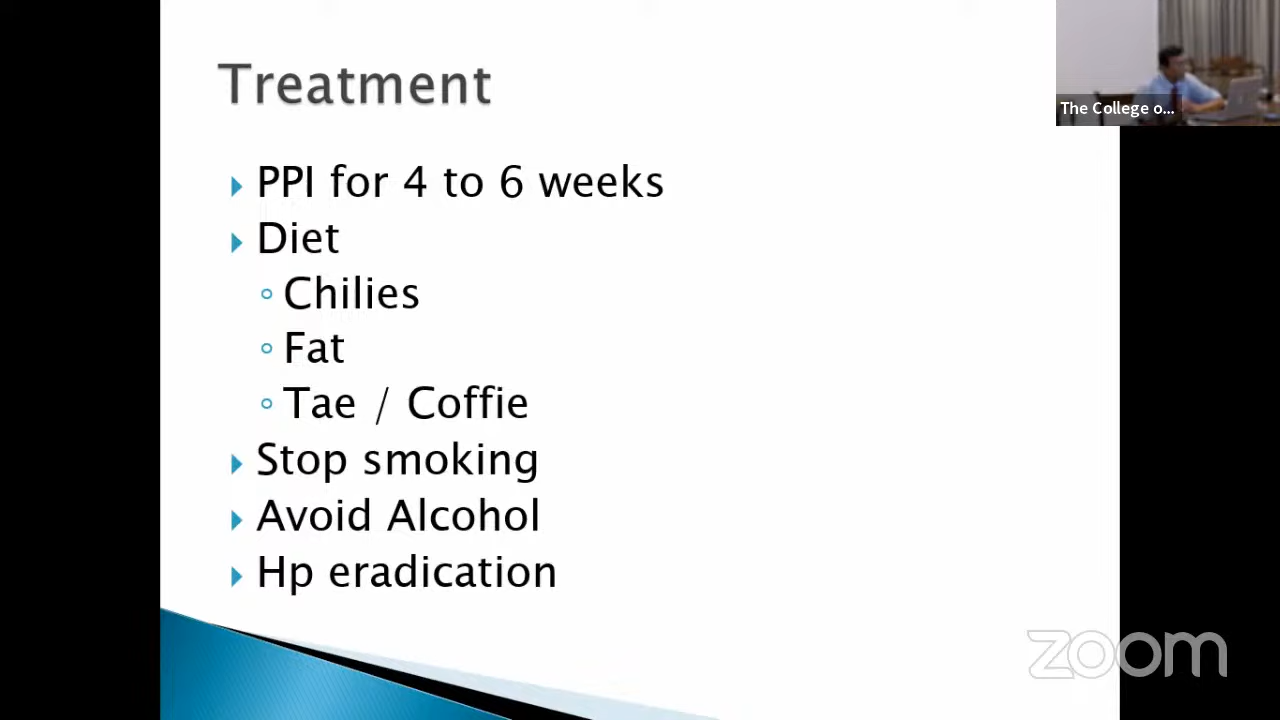 Treatment
The College o...
PPI for 4 to 6 weeks
Diet
Chilies
Fat
Tae / Coffie
Stop smoking
Avoid Alcohol
Hp eradication
zoom